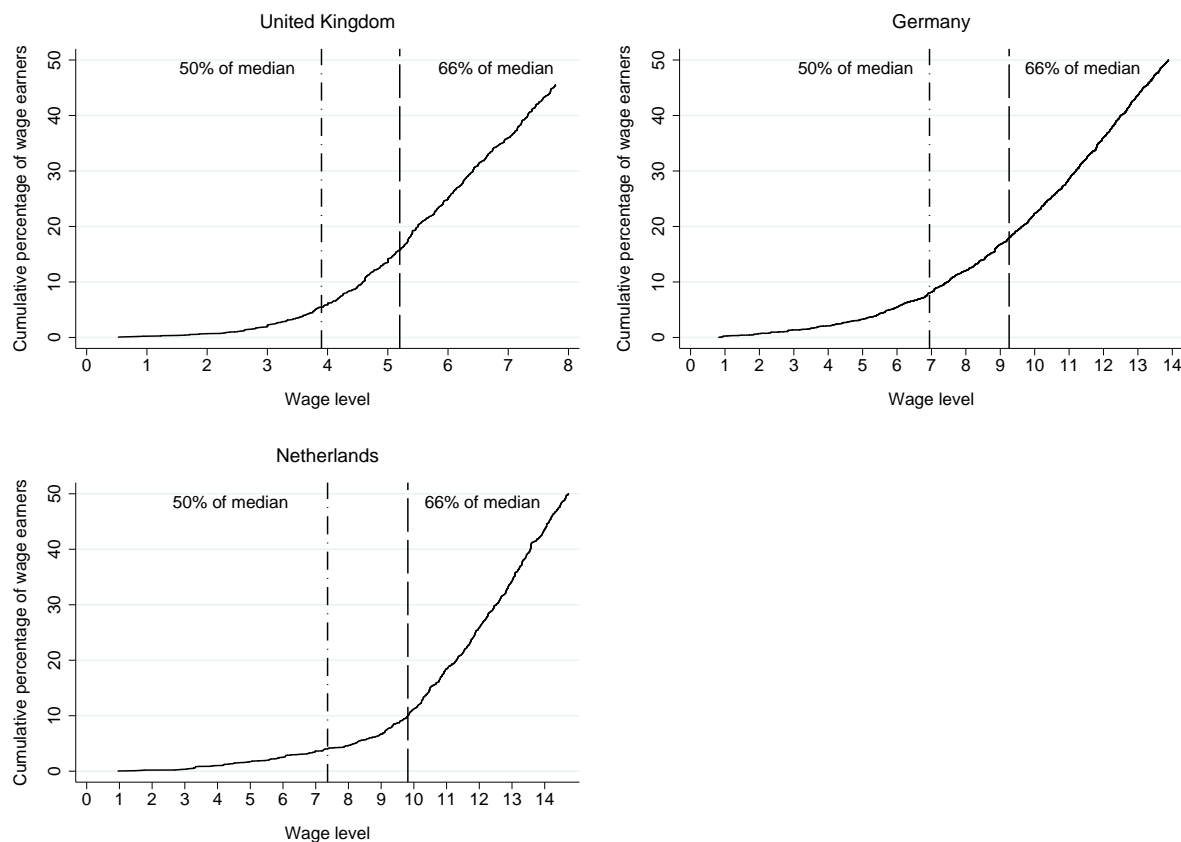 United Kingdom
Cumulative percentage of wage earners
50
40
30
20
10
0
50% of median
66% of median
0 1 2 3 4 5 6 7 8
Wage level
Germany
Cumulative percentage of wage earners
50
40
30
20
10
0
50% of median
66% of median
0 1 2 3 4 5 6 7 8 9 10 11 12 13 14
Wage level
Netherlands
Cumulative percentage of wage earners
50
40
30
20
10
0
50% of median
66% of median
0 1 2 3 4 5 6 7 8 9 10 11 12 13 14
Wage level